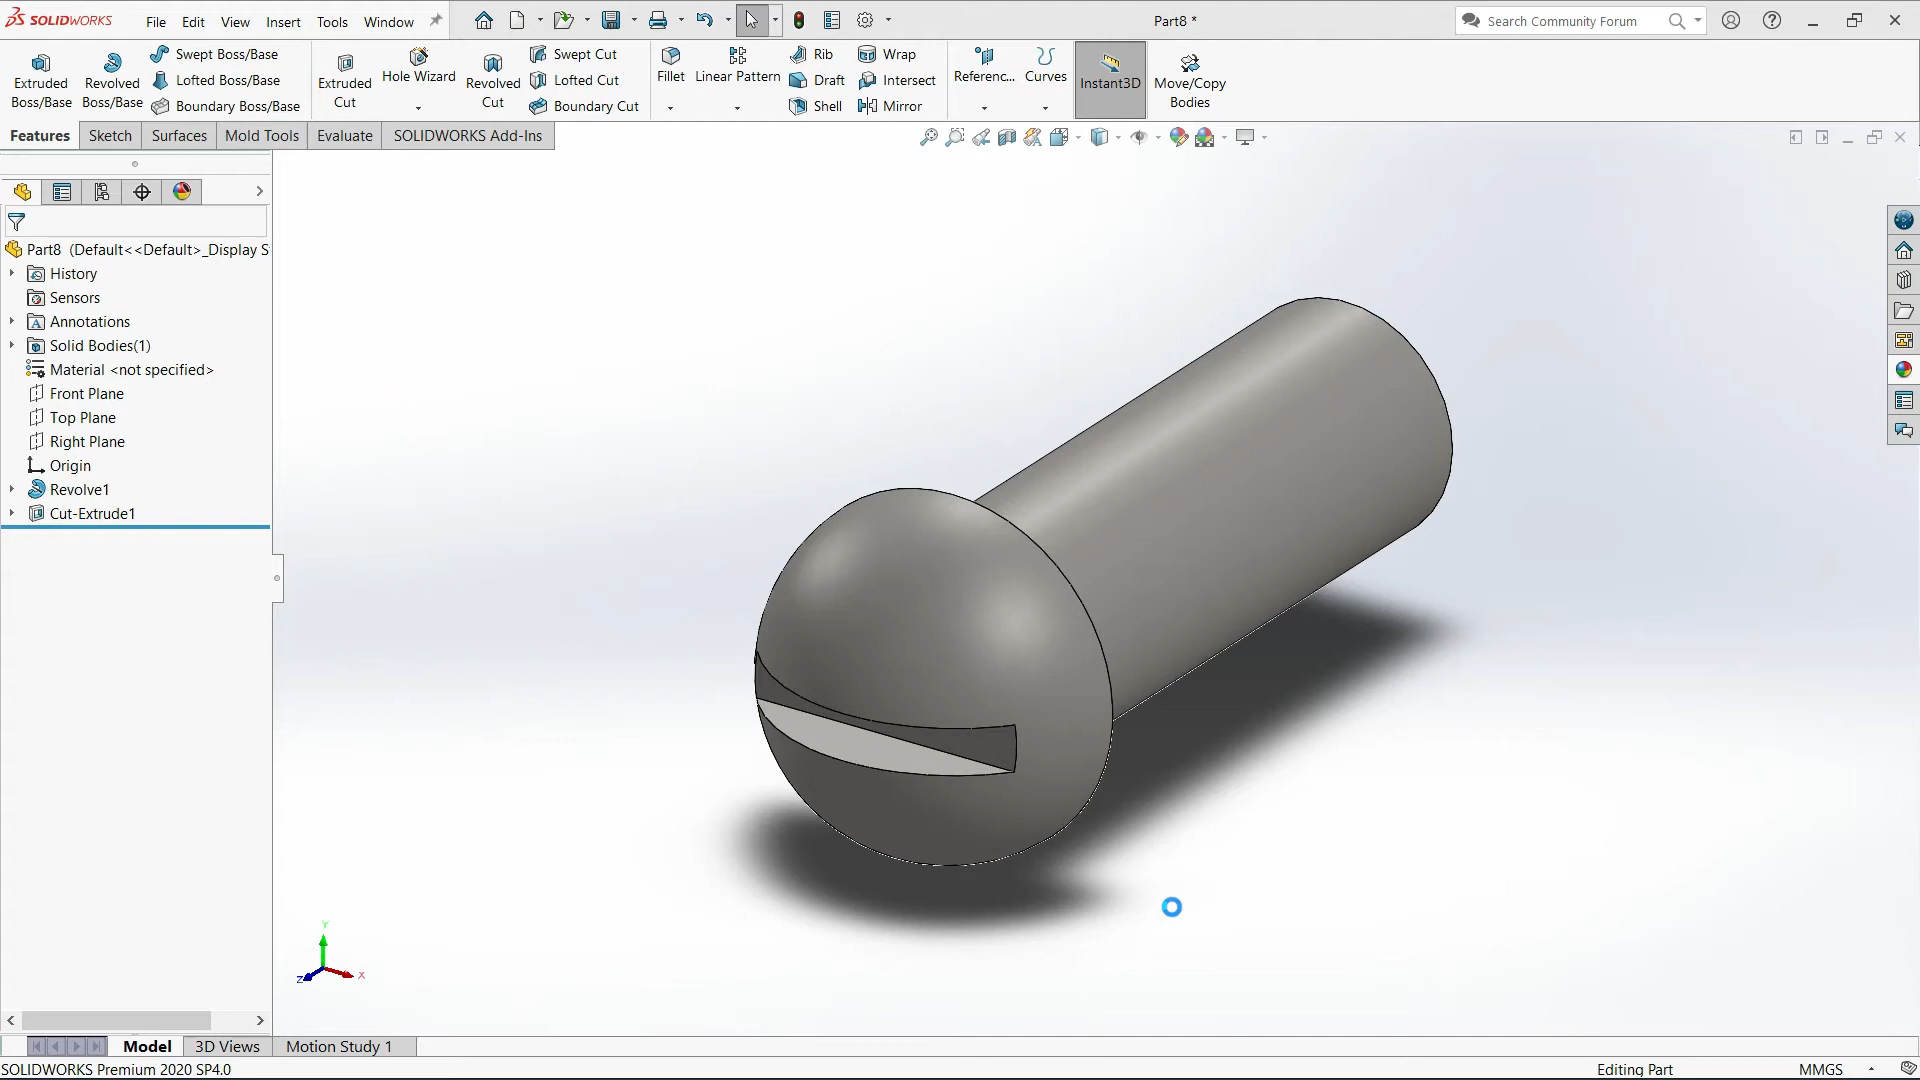 SOLIDWORKS File Edit View Insert Tools Window Part8 * Search Community Forum
Extruded Boss/Base
Revolved Boss/Base
Swept Boss/Base
Lofted Boss/Base
Boundary Boss/Base
Extruded Cut
Hole Wizard
Revolved Cut
Swept Cut
Lofted Cut
Boundary Cut
Fillet
Linear Pattern
Rib
Draft
Shell
Wrap
Intersect
Mirror
Referenc...
Curves
Instant3D
Move/Copy Bodies
Features Sketch Surfaces Mold Tools Evaluate SOLIDWORKS Add-Ins
Part8 (Default<<Default>_Display S
History
Sensors
Annotations
Solid Bodies(1)
Material <not specified>
Front Plane
Top Plane
Right Plane
Origin
Revolve1
Cut-Extrude1
Y
Z X
Model 3D Views Motion Study 1
SOLIDWORKS Premium 2020 SP4.0 Editing Part MMGS